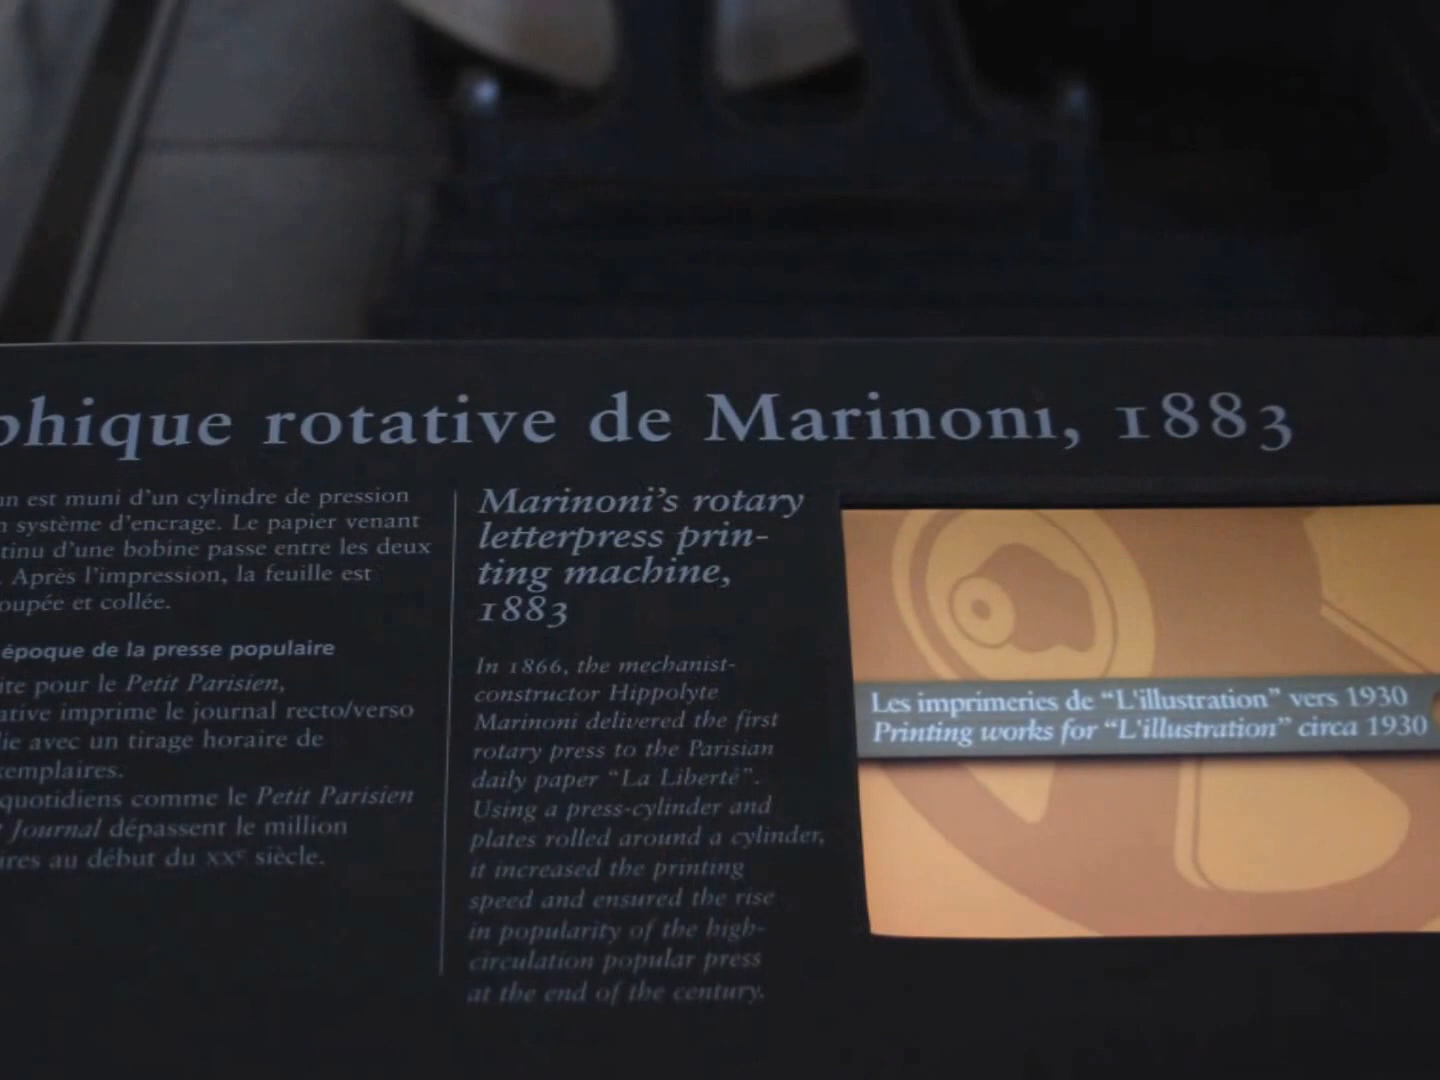 phique rotative de Marinoni, 1883
un est muni d'un cylindre de pression
système d'encrage. Le papier venant
tinu d'une bobine passe entre les deux
. Après l'impression, la feuille est
oupée et collée.
époque de la presse populaire
ite pour le Petit Parisien,
ative imprime le journal recto/verso
lie avec un tirage horaire de
xemplaires.
quotidiens comme le Petit Parisien
Journal dépassent le million
ires au début du XXe siècle.
Marinoni's rotary
letterpress prin-
ting machine,
1883
In 1866, the mechanist-
constructor Hippolyte
Marinoni delivered the first
rotary press to the Parisian
daily paper "La Liberté".
Using a press-cylinder and
plates rolled around a cylinder,
it increased the printing
speed and ensured the rise
in popularity of the high-
circulation popular press
at the end of the century.
Les imprimeries de "L'illustration" vers 1930
Printing works for "L'illustration" circa 1930